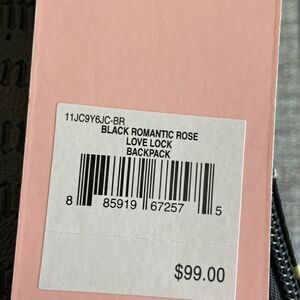 11JC9Y6JC-BR
BLACK ROMANTIC ROSE
LOVE LOCK
BACKPACK
8 85919 67257 5
$99.00